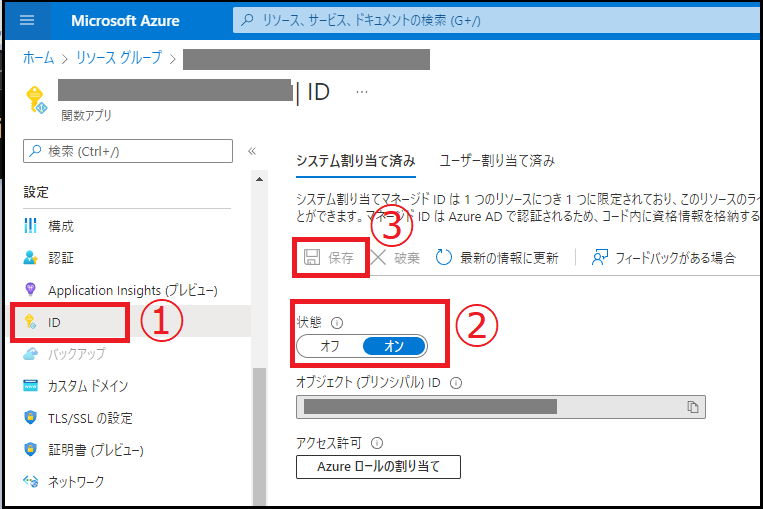 Microsoft Azure
リソース、サービス、ドキュメントの検索 (G+/)
ホーム > リソース グループ >
| ID ...
関数アプリ
検索 (Ctrl+/)
«
システム割り当て済み ユーザー割り当て済み
設定
システム割り当てマネージド ID は 1 つのリソースにつき 1 つに限定されており、このリソースのラ
とができます。マネージド ID は Azure AD で認証されるため、コード内に資格情報を格納する
構成
③
認証
保存 破棄 最新の情報に更新 フィードバックがある場合
Application Insights (プレビュー)
ID
①
状態
②
オフ オン
バックアップ
カスタム ドメイン
オブジェクト (プリンシパル) ID
TLS/SSL の設定
証明書 (プレビュー)
アクセス許可
ネットワーク
Azure ロールの割り当て